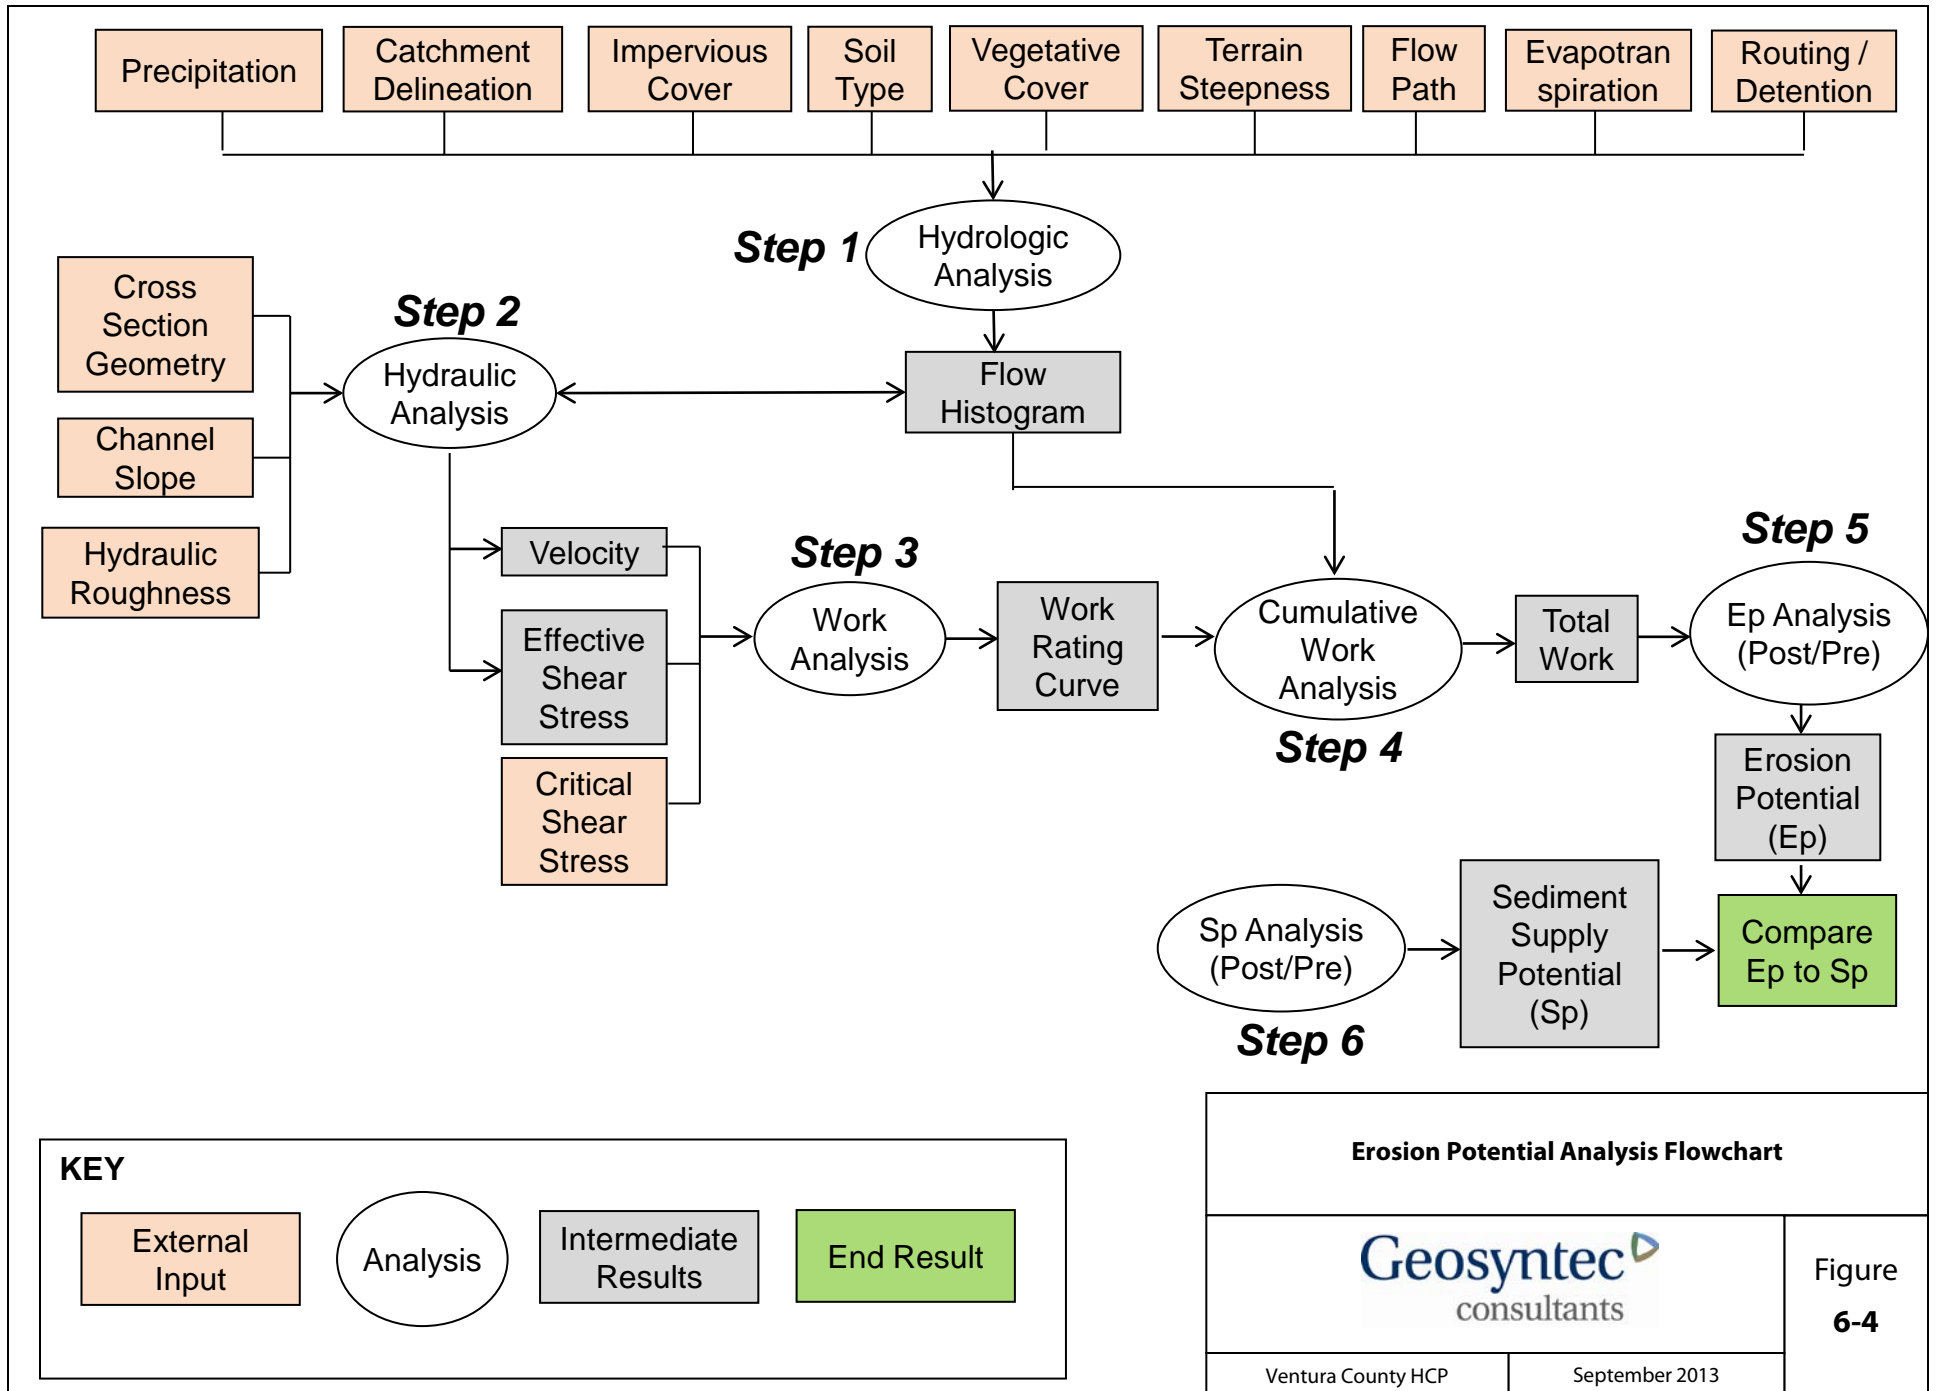 Precipitation
Catchment
Delineation
Impervious
Cover
Soil
Type
Vegetative
Cover
Terrain
Steepness
Flow
Path
Evapotran
spiration
Routing /
Detention
Step 1
Hydrologic
Analysis
Cross
Section
Geometry
Step 2
Hydraulic
Analysis
Flow
Histogram
Channel
Slope
Hydraulic
Roughness
Velocity
Effective
Shear
Stress
Critical
Shear
Stress
Step 3
Work
Analysis
Work
Rating
Curve
Cumulative
Work
Analysis
Step 4
Total
Work
Step 5
Ep Analysis
(Post/Pre)
Erosion
Potential
(Ep)
Sp Analysis
(Post/Pre)
Step 6
Sediment
Supply
Potential
(Sp)
Compare
Ep to Sp
KEY
External
Input
Analysis
Intermediate
Results
End Result
Erosion Potential Analysis Flowchart
Geosyntec
consultants
Figure
6-4
Ventura County HCP
September 2013